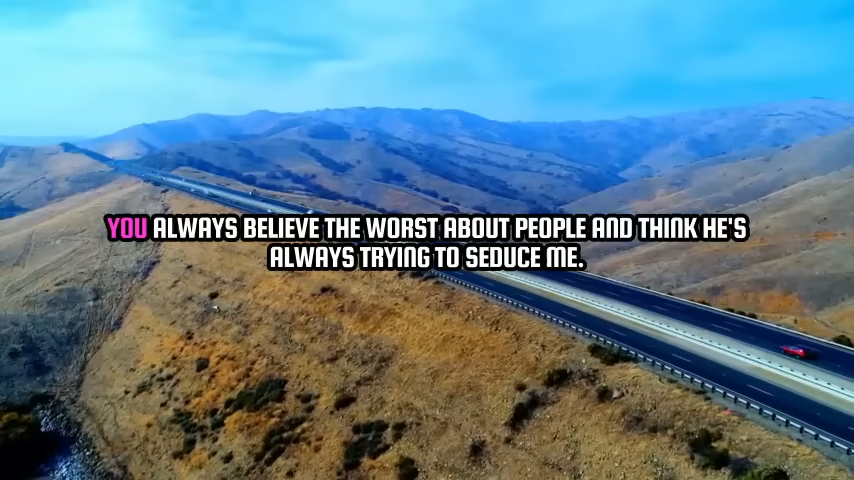 YOU ALWAYS BELIEVE THE WORST ABOUT PEOPLE AND THINK HE'S
ALWAYS TRYING TO SEDUCE ME.